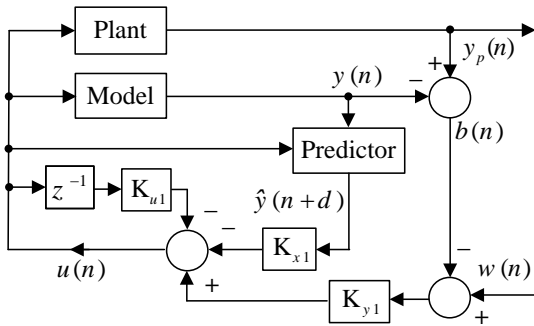 Plant
y_p(n)
+
y(n)
−
Model
b(n)
Predictor
z^{-1}
K_{u1}
ŷ(n+d)
−
−
−
K_{x1}
u(n)
w(n)
+
K_{y1}
+